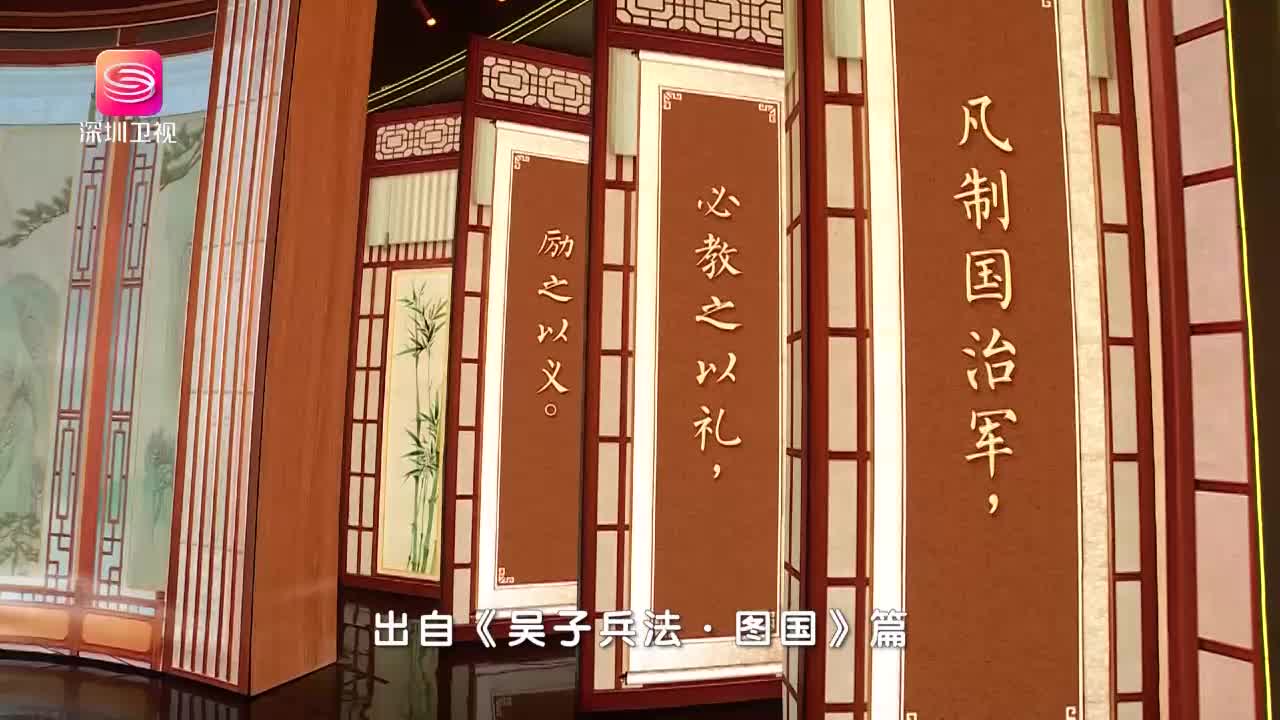 深圳卫视
凡制国治军，
必教之以礼，
励之以义。
出自《吴子兵法·图国》篇